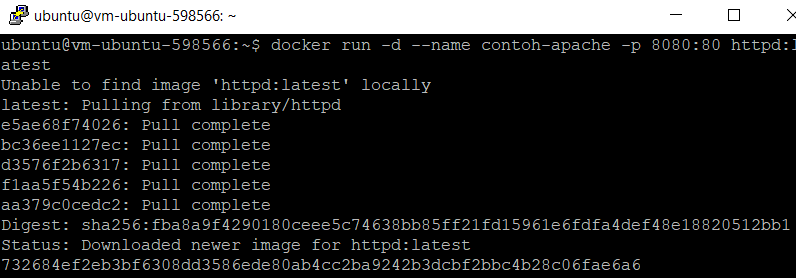 ubuntu@vm-ubuntu-598566: ~
ubuntu@vm-ubuntu-598566:~$ docker run -d --name contoh-apache -p 8080:80 httpd:l
atest
Unable to find image 'httpd:latest' locally
latest: Pulling from library/httpd
e5ae68f74026: Pull complete
bc36ee1127ec: Pull complete
d3576f2b6317: Pull complete
f1aa5f54b226: Pull complete
aa379c0cedc2: Pull complete
Digest: sha256:fba8a9f4290180ceee5c74638bb85ff21fd15961e6fdfa4def48e18820512bb1
Status: Downloaded newer image for httpd:latest
732684ef2eb3bf6308dd3586ede80ab4cc2ba9242b3dcbf2bbc4b28c06fae6a6